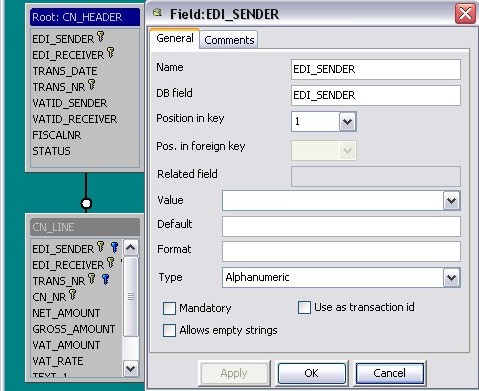 Root: CN_HEADER
EDI_SENDER
EDI_RECEIVER
TRANS_DATE
TRANS_NR
VATID_SENDER
VATID_RECEIVER
FISCALNR
STATUS
CN_LINE
EDI_SENDER
EDI_RECEIVER
TRANS_NR
CN_NR
NET_AMOUNT
GROSS_AMOUNT
VAT_AMOUNT
VAT_RATE
TEXT_1
Field:EDI_SENDER
General Comments
Name EDI_SENDER
DB field EDI_SENDER
Position in key 1
Pos. in foreign key
Related field
Value
Default
Format
Type Alphanumeric
Mandatory Use as transaction id
Allows empty strings
Apply OK Cancel